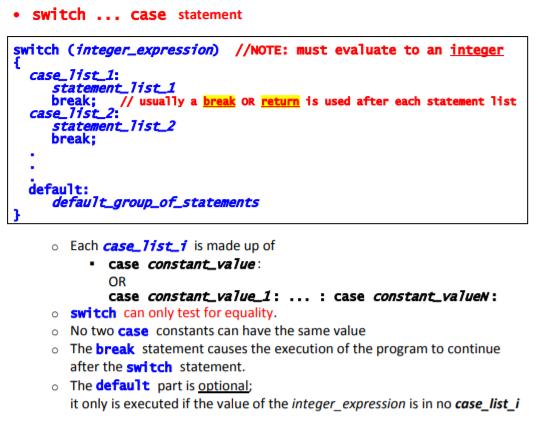 • switch ... case statement
switch (integer_expression) //NOTE: must evaluate to an integer
{
case_list_1:
statement_list_1
break; // usually a break OR return is used after each statement list
case_list_2:
statement_list_2
break;
.
.
.
default:
default_group_of_statements
}
o Each case_list_i is made up of
▪ case constant_value:
OR
case constant_value_1: ... : case constant_valueN:
o switch can only test for equality.
o No two case constants can have the same value
o The break statement causes the execution of the program to continue
after the switch statement.
o The default part is optional;
it only is executed if the value of the integer_expression is in no case_list_i